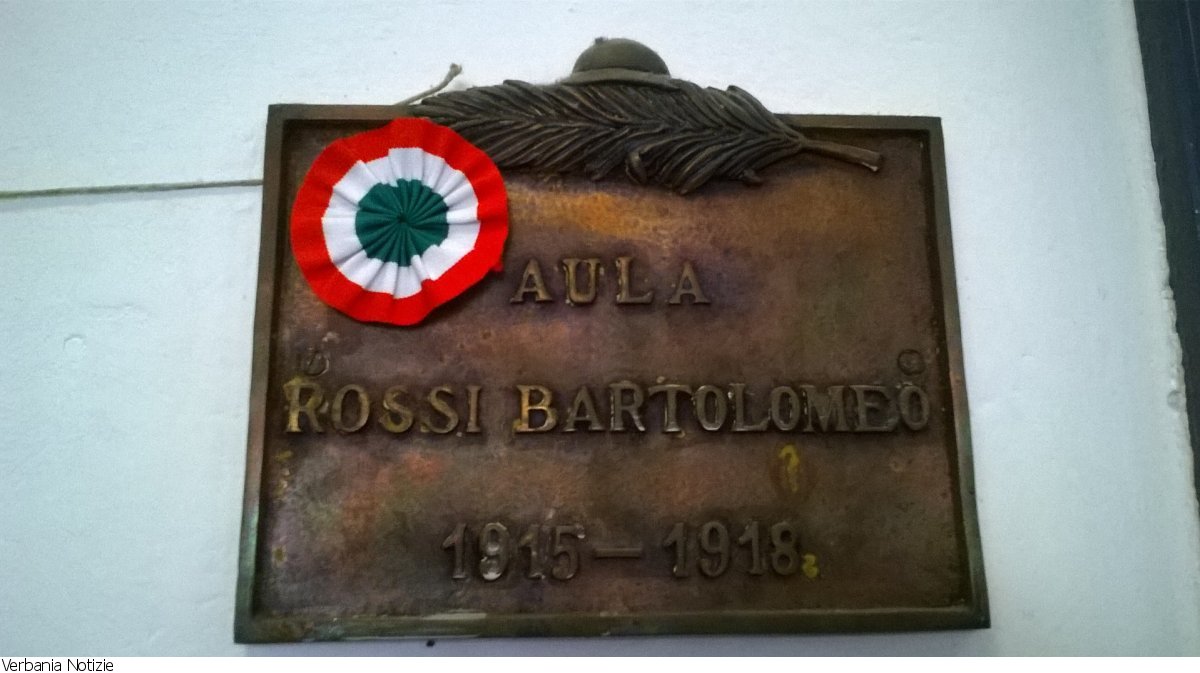 AULA
ROSSI BARTOLOMEO
1915-1918
Verbania Notizie